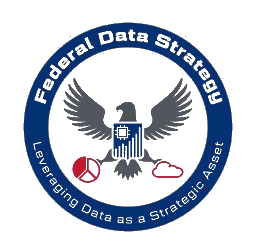 Federal Data Strategy
Leveraging Data as a Strategic Asset